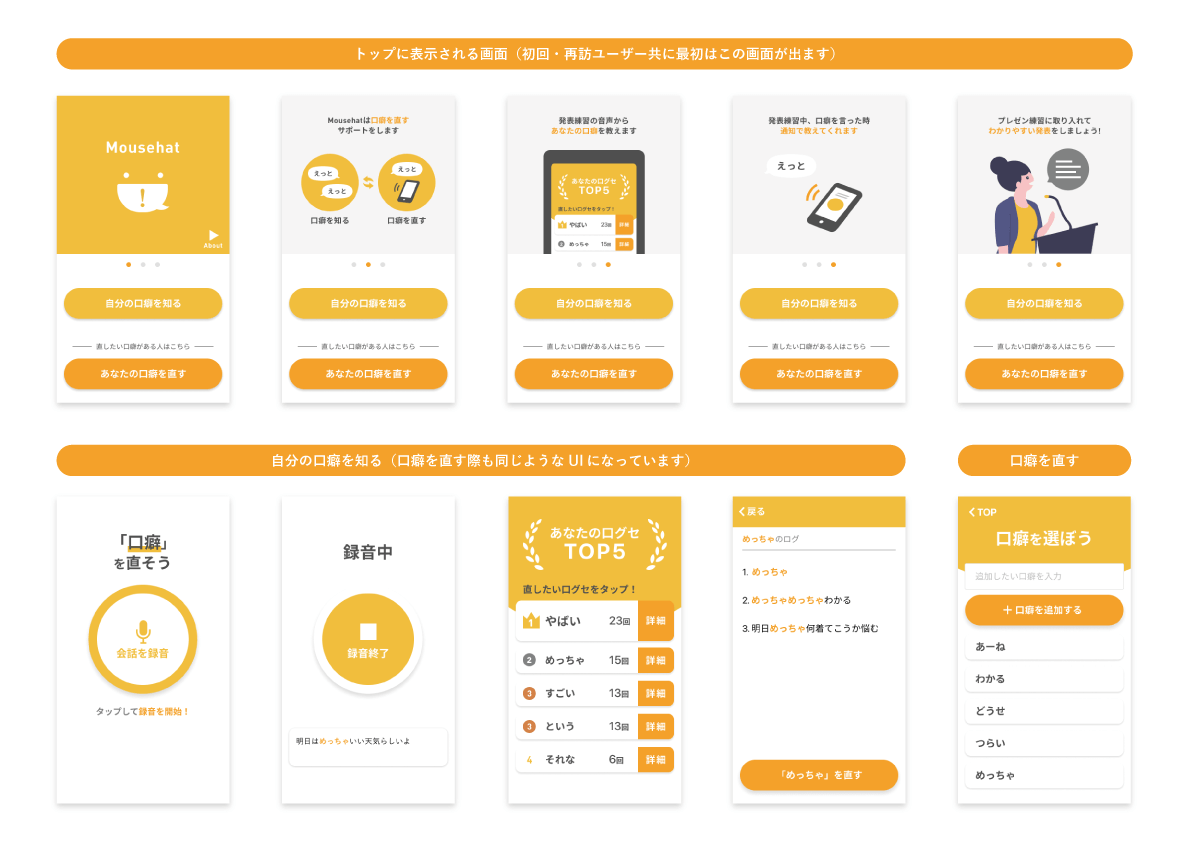 トップに表示される画面（初回・再訪ユーザー共に最初はこの画面が出ます）
Mousehat
!
About
自分の口癖を知る
直したい口癖がある人はこちら
あなたの口癖を直す
Mousehatは口癖を直す
サポートをします
えっと
えっと
えっと
口癖を知る
口癖を直す
自分の口癖を知る
直したい口癖がある人はこちら
あなたの口癖を直す
発表練習の音声から
あなたの口癖を教えます
あなたの口グセ
TOP5
直したい口グセをタップ！
1 やばい 23回 詳細
2 めっちゃ 15回 詳細
自分の口癖を知る
直したい口癖がある人はこちら
あなたの口癖を直す
発表練習中、口癖を言った時
通知で教えてくれます
えっと
自分の口癖を知る
直したい口癖がある人はこちら
あなたの口癖を直す
プレゼン練習に取り入れて
わかりやすい発表をしましょう!
自分の口癖を知る
直したい口癖がある人はこちら
あなたの口癖を直す
自分の口癖を知る（口癖を直す際も同じような UI になっています）
「口癖」
を直そう
会話を録音
タップして録音を開始！
録音中
録音終了
明日はめっちゃいい天気らしいよ
あなたの口グセ
TOP5
直したい口グセをタップ！
1 やばい 23回 詳細
2 めっちゃ 15回 詳細
3 すごい 13回 詳細
3 という 13回 詳細
4 それな 6回 詳細
戻る
めっちゃのログ
1. めっちゃ
2. めっちゃめっちゃわかる
3. 明日めっちゃ何着てこうか悩む
「めっちゃ」を直す
口癖を直す
TOP
口癖を選ぼう
追加したい口癖を入力
＋ 口癖を追加する
あーね
わかる
どうせ
つらい
めっちゃ